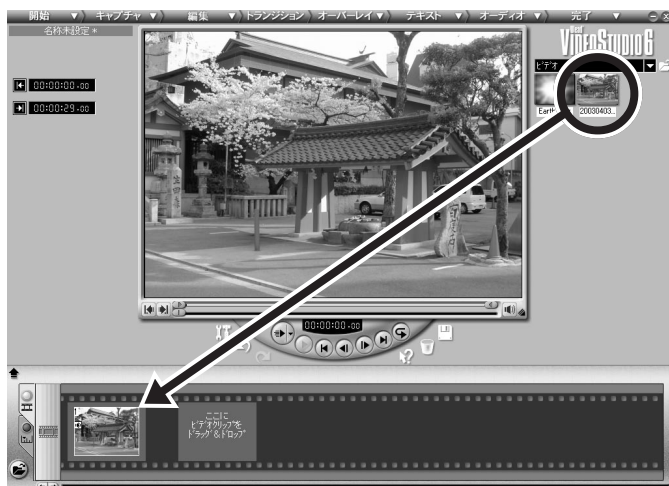 開始 ▼ キャプチャ ▼ 編集 ▼ トランジション オーバーレイ ▼ テキスト ▼ オーディオ ▼ 完了 ▼
名称未設定 *
Ulead
VIDEOSTUDIO 6
ビデオ
00:00:00.00
00:00:29.00
Earth
20030403...
00:00:00.00
ここに
ビデオクリップを
ドラッグ&ドロップ